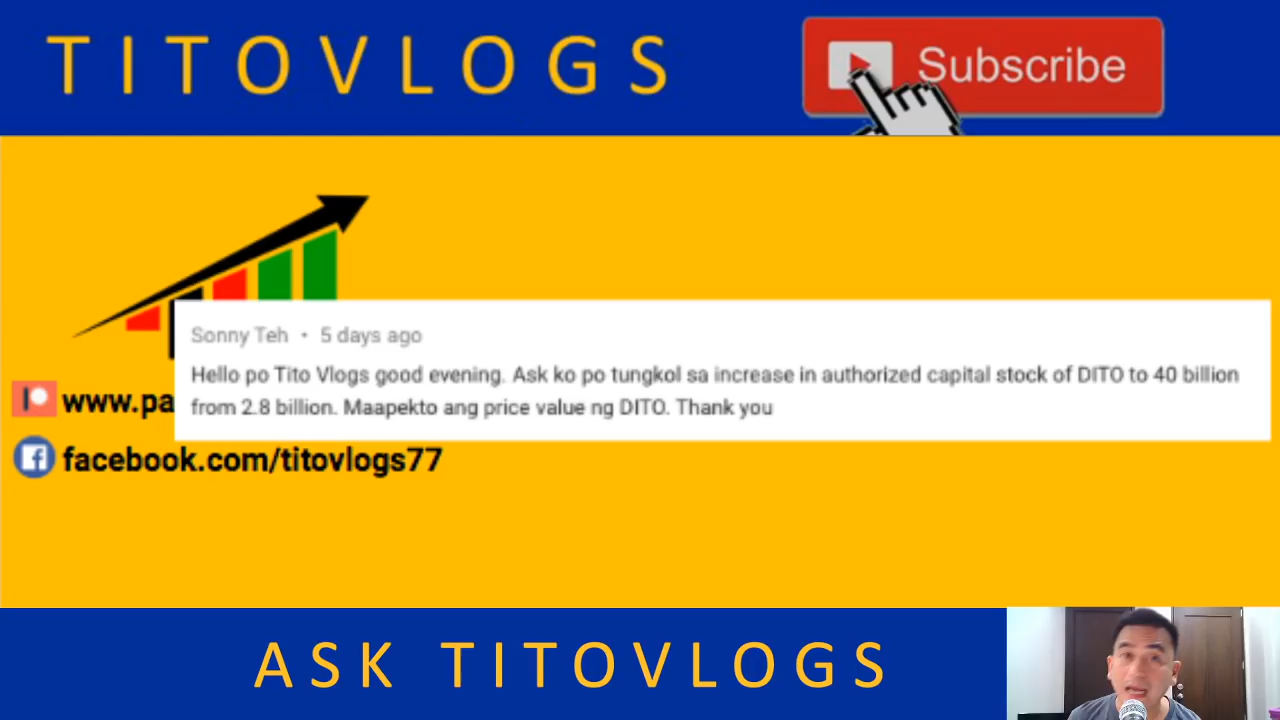 TITOVLOGS
Subscribe
Sonny Teh • 5 days ago
Hello po Tito Vlogs good evening. Ask ko po tungkol sa increase in authorized capital stock of DITO to 40 billion
from 2.8 billion. Maapekto ang price value ng DITO. Thank you
www.pa
facebook.com/titovlogs77
ASK TITOVLOGS